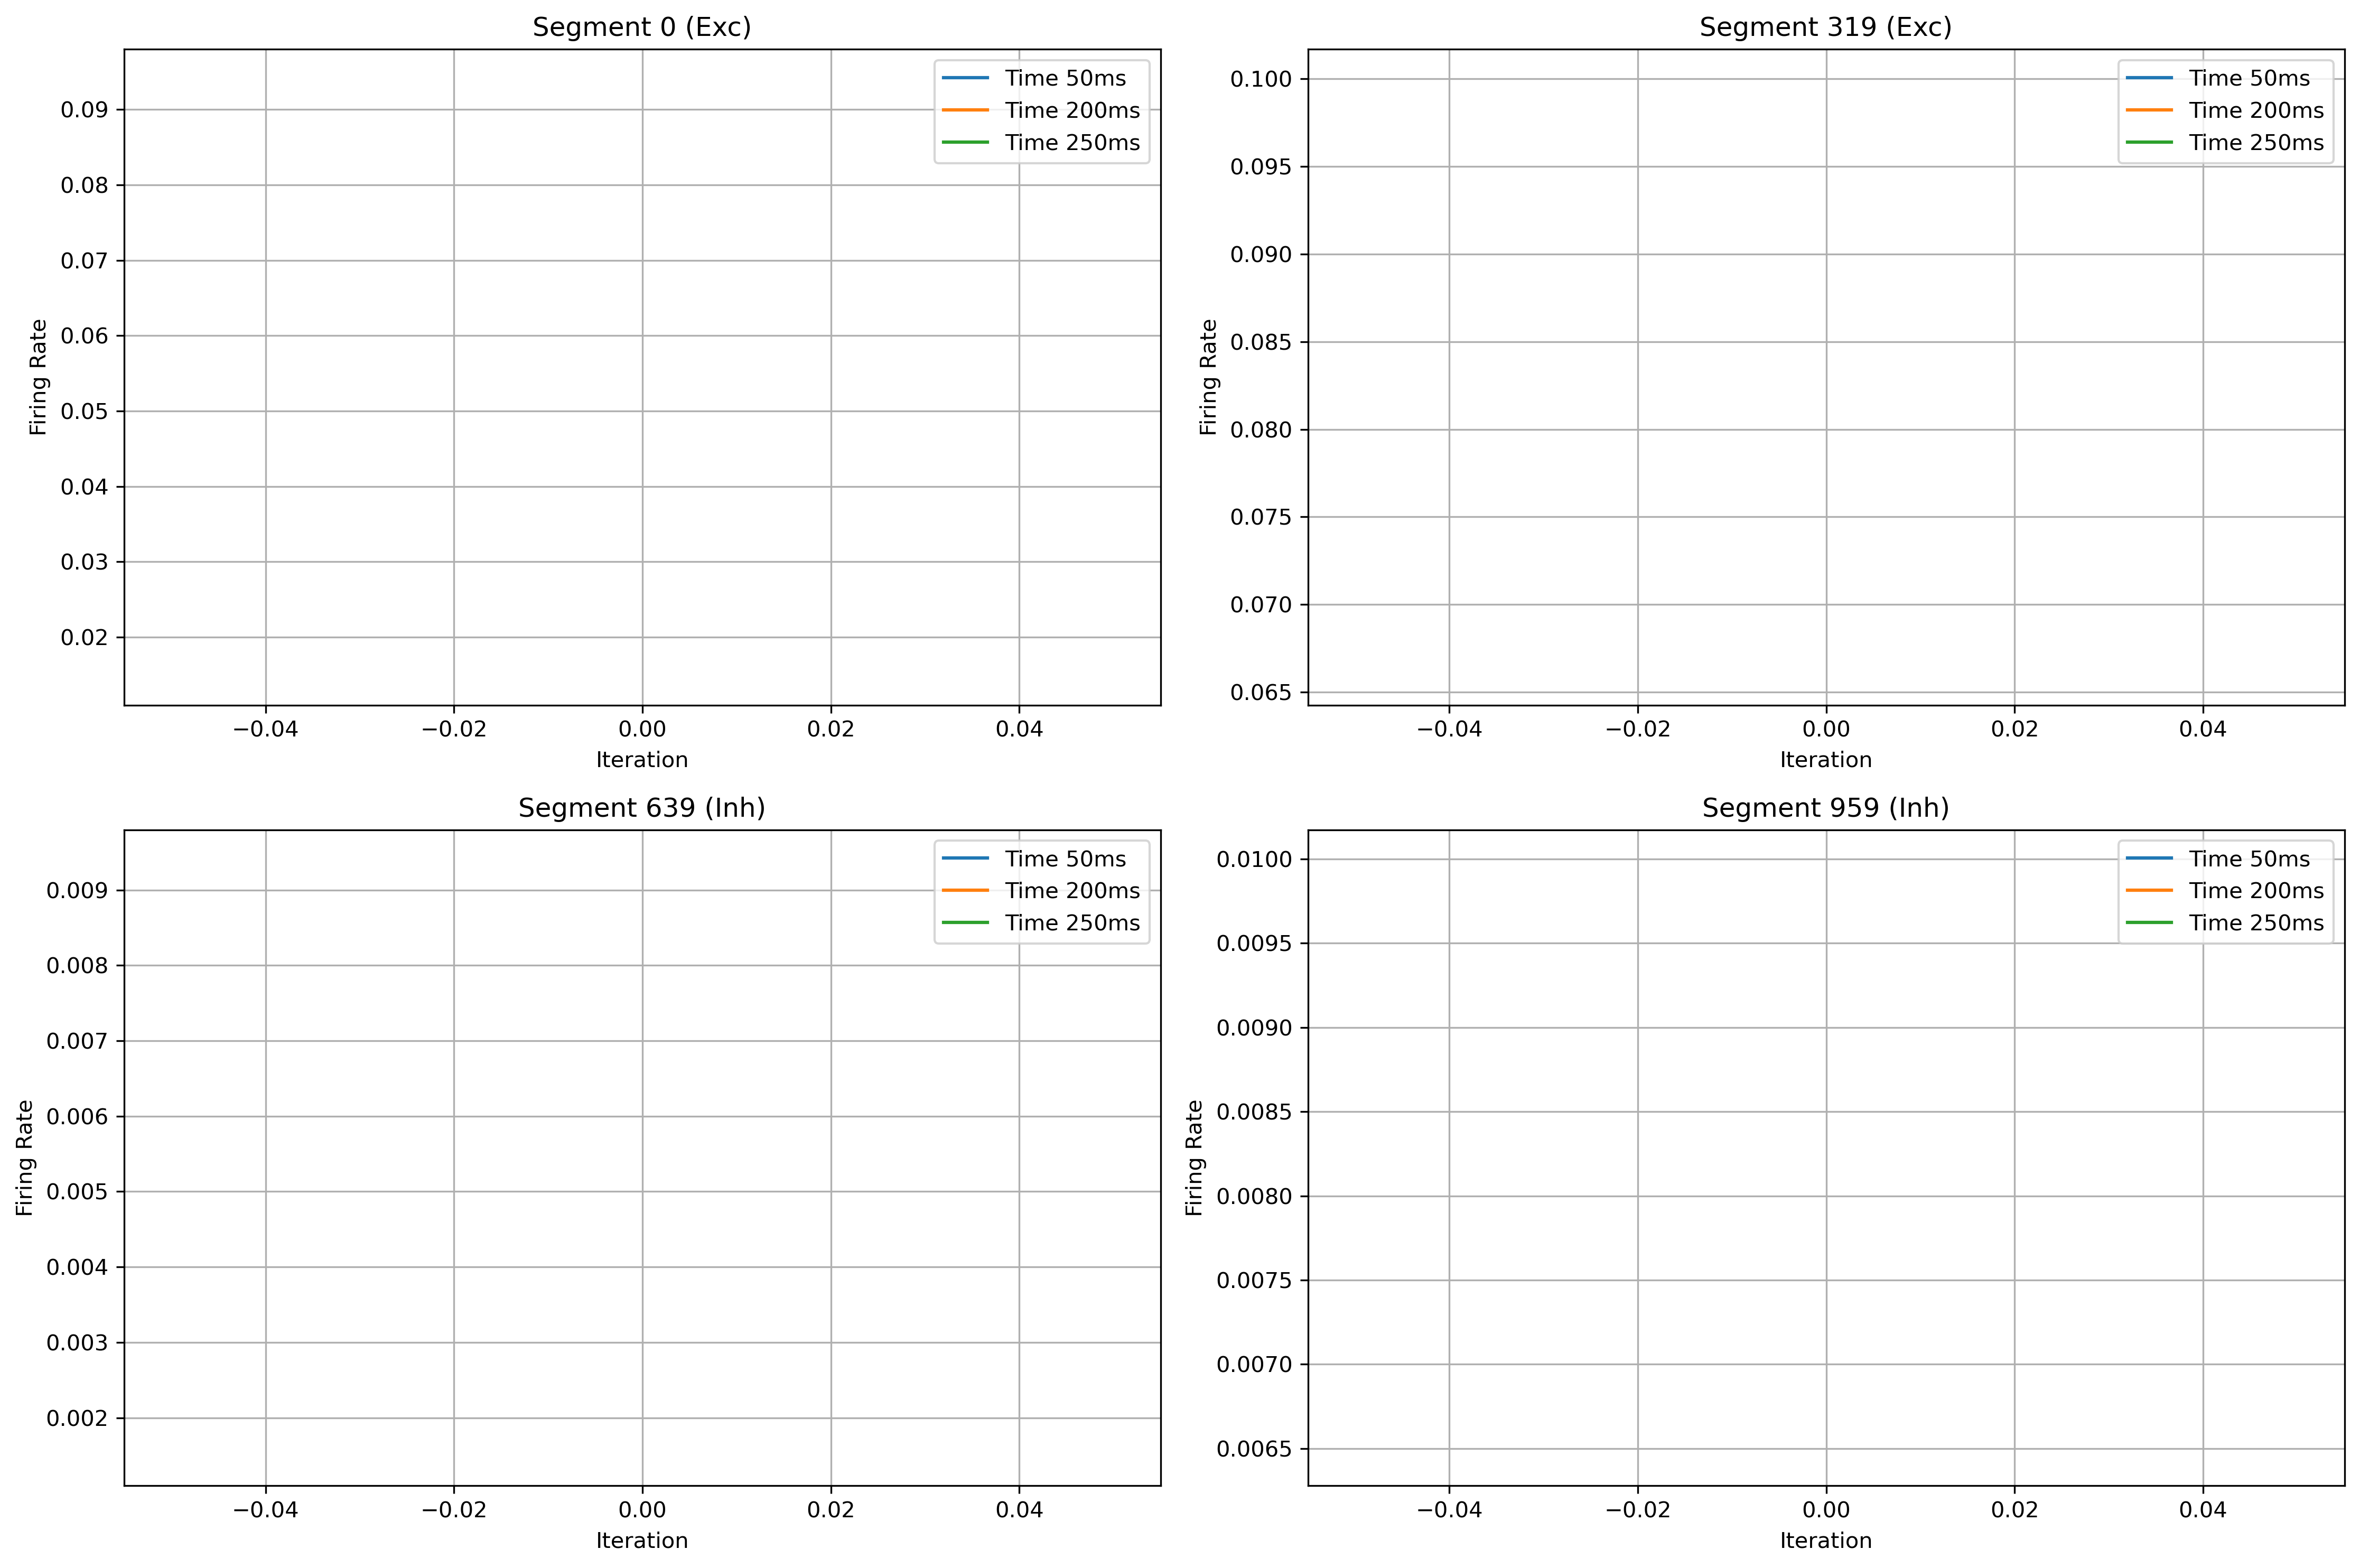 Segment 0 (Exc)
Time 50ms
Time 200ms
Time 250ms
Firing Rate
0.09
0.08
0.07
0.06
0.05
0.04
0.03
0.02
−0.04 −0.02 0.00 0.02 0.04
Iteration
Segment 319 (Exc)
Time 50ms
Time 200ms
Time 250ms
Firing Rate
0.100
0.095
0.090
0.085
0.080
0.075
0.070
0.065
−0.04 −0.02 0.00 0.02 0.04
Iteration
Segment 639 (Inh)
Time 50ms
Time 200ms
Time 250ms
Firing Rate
0.009
0.008
0.007
0.006
0.005
0.004
0.003
0.002
−0.04 −0.02 0.00 0.02 0.04
Iteration
Segment 959 (Inh)
Time 50ms
Time 200ms
Time 250ms
Firing Rate
0.0100
0.0095
0.0090
0.0085
0.0080
0.0075
0.0070
0.0065
−0.04 −0.02 0.00 0.02 0.04
Iteration